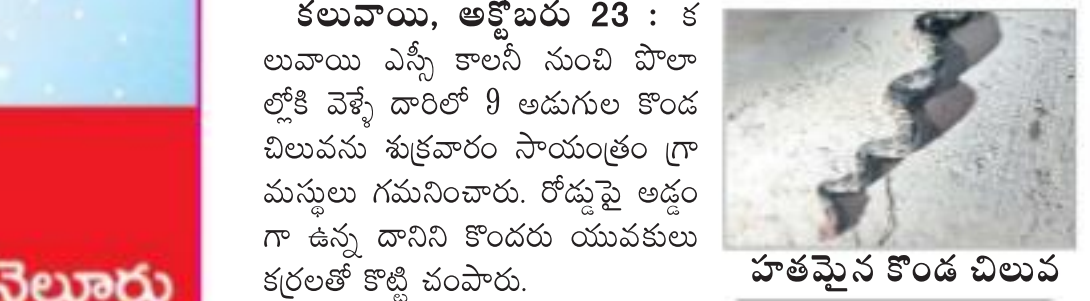 కలువాయి, అక్టోబరు 23 : క
లువాయి ఎస్సీ కాలనీ నుంచి పొలా
ల్లోకి వెళ్ళే దారిలో 9 అడుగుల కొండ
చిలువను శుక్రవారం సాయంత్రం గ్రా
మస్థులు గమనించారు. రోడ్డుపై అడ్డం
గా ఉన్న దానిని కొందరు యువకులు
కర్రలతో కొట్టి చంపారు.
హతమైన కొండ చిలువ
నెలూరు